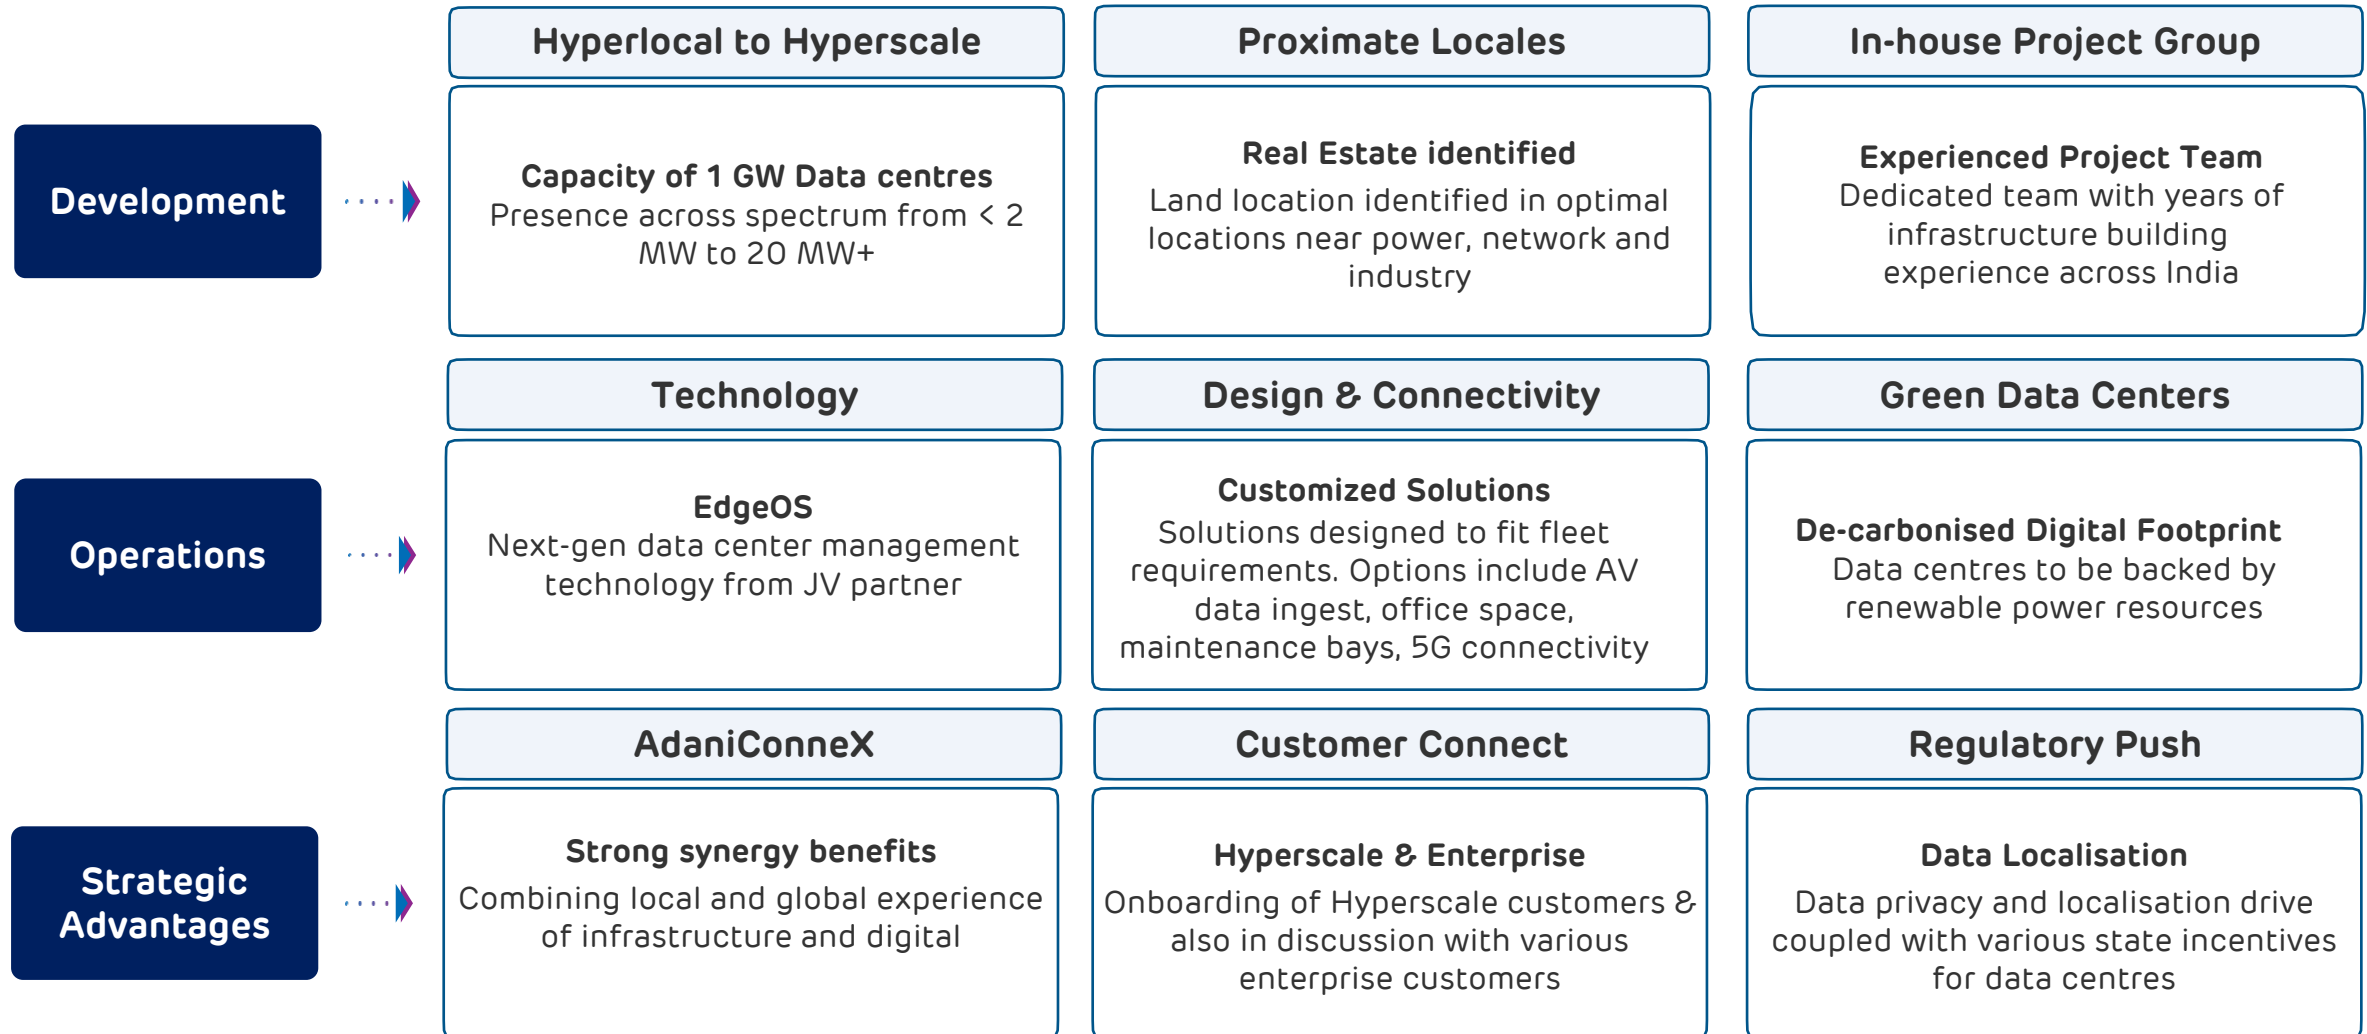 Hyperlocal to Hyperscale
Proximate Locales
In-house Project Group
Development
Capacity of 1 GW Data centres
Presence across spectrum from < 2
MW to 20 MW+
Real Estate identified
Land location identified in optimal
locations near power, network and
industry
Experienced Project Team
Dedicated team with years of
infrastructure building
experience across India
Technology
Design & Connectivity
Green Data Centers
Operations
EdgeOS
Next-gen data center management
technology from JV partner
Customized Solutions
Solutions designed to fit fleet
requirements. Options include AV
data ingest, office space,
maintenance bays, 5G connectivity
De-carbonised Digital Footprint
Data centres to be backed by
renewable power resources
AdaniConneX
Customer Connect
Regulatory Push
Strategic
Advantages
Strong synergy benefits
Combining local and global experience
of infrastructure and digital
Hyperscale & Enterprise
Onboarding of Hyperscale customers &
also in discussion with various
enterprise customers
Data Localisation
Data privacy and localisation drive
coupled with various state incentives
for data centres